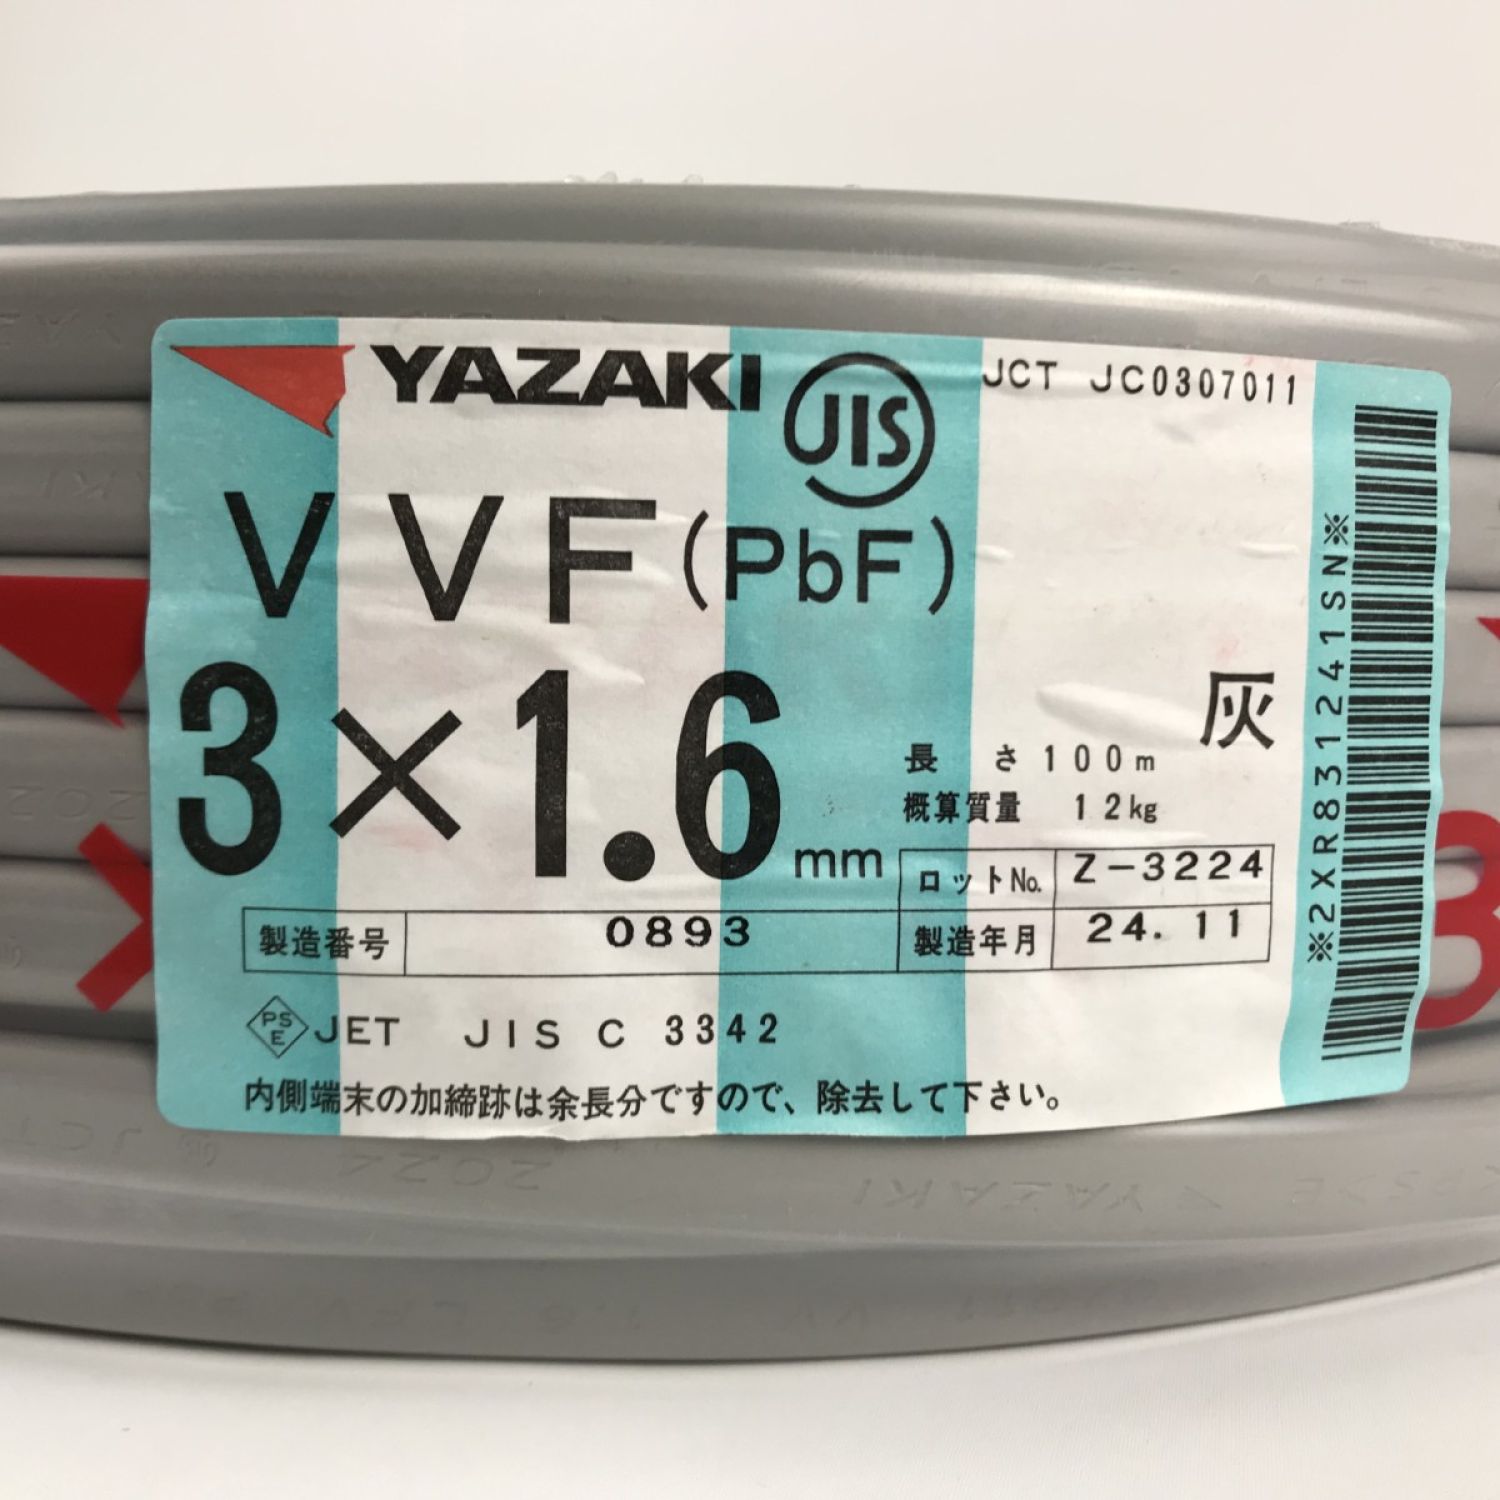 YAZAKI JIS JCT JC0307011
VVF(PbF)
3×1.6mm
灰
長 さ 100m
概算質量 12kg
ロットNo. Z-3224
製造番号 0893 製造年月 24.11
PSE JET JIS C 3342
内側端末の加締跡は余長分ですので、除去して下さい。
※2XR831241SN※
3
2024
YAZAKI